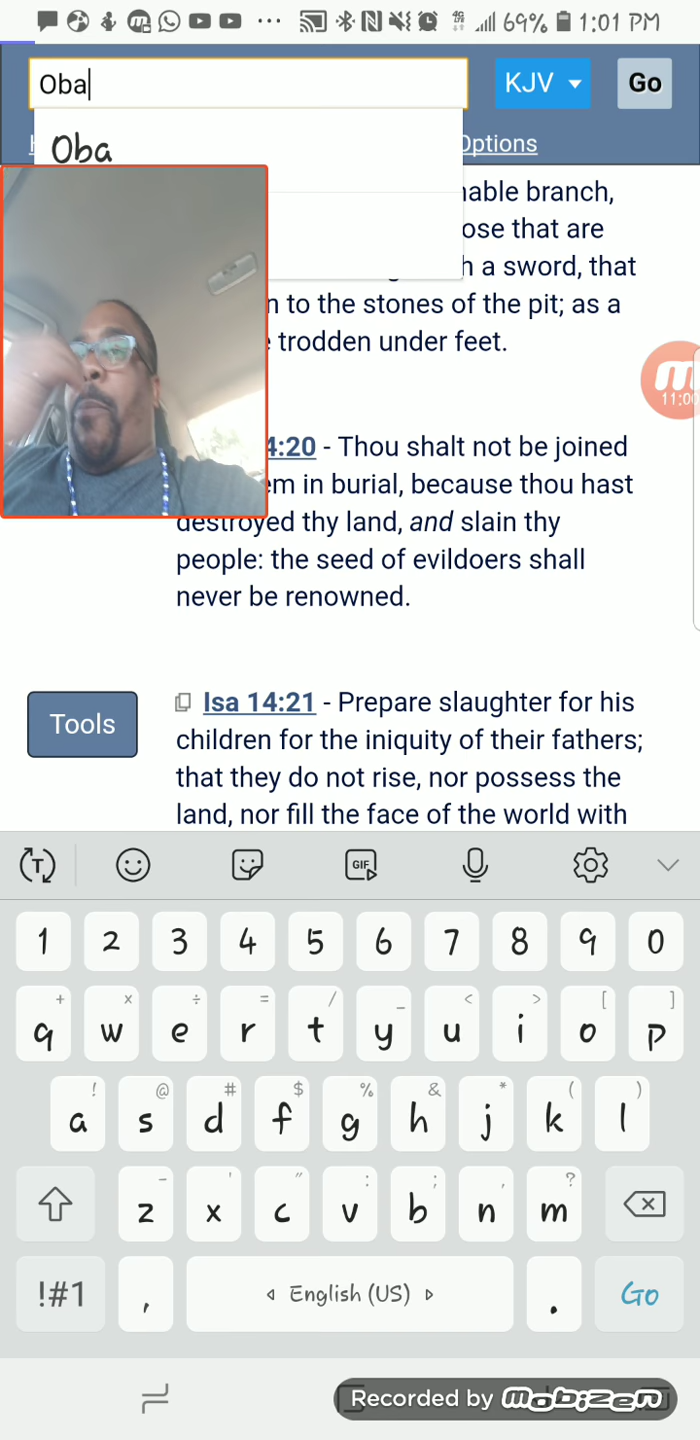 69% 1:01 PM
Oba
KJV
Go
Oba
Options
branch,
that are
a sword, that
to the stones of the pit; as a
trodden under feet.
11:00
4:20 - Thou shalt not be joined
in burial, because thou hast
destroyed thy land, and slain thy
people: the seed of evildoers shall
never be renowned.
Tools
Isa 14:21 - Prepare slaughter for his
children for the iniquity of their fathers;
that they do not rise, nor possess the
land, nor fill the face of the world with
T
GIF
1 2 3 4 5 6 7 8 9 0
+ × ÷ = / _ < > [ ]
q w e r t y u i o p
! @ # $ % & * ( )
a s d f g h j k l
- ' " : ; , ?
z x c v b n m
!#1 , English (US) . Go
Recorded by mobizen